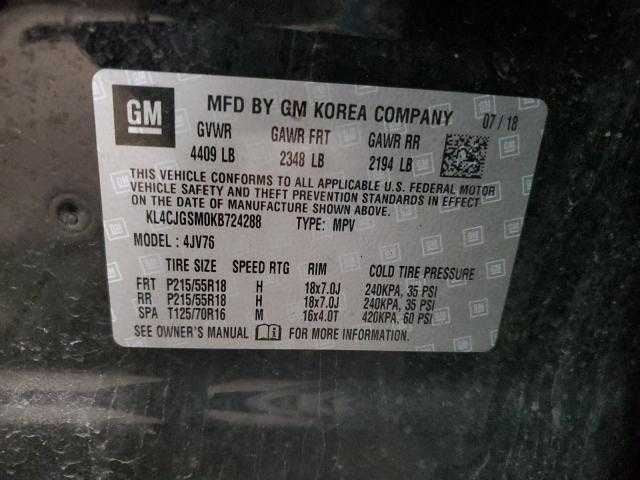 GM MFD BY GM KOREA COMPANY 07 / 18
GVWR GAWR FRT GAWR RR
4409 LB 2348 LB 2194 LB
THIS VEHICLE CONFORMS TO ALL APPLICABLE U.S. FEDERAL MOTOR
VEHICLE SAFETY AND THEFT PREVENTION STANDARDS IN EFFECT
ON THE DATE OF MANUFACTURE SHOWN ABOVE.
KL4CJGSM0KB724288 TYPE: MPV
MODEL : 4JV76
TIRE SIZE SPEED RTG RIM COLD TIRE PRESSURE
FRT P215/55R18 H 18x7.0J 240KPA, 35 PSI
RR P215/55R18 H 18x7.0J 240KPA, 35 PSI
SPA T125/70R16 M 16x4.0T 420KPA, 60 PSI
SEE OWNER'S MANUAL FOR MORE INFORMATION